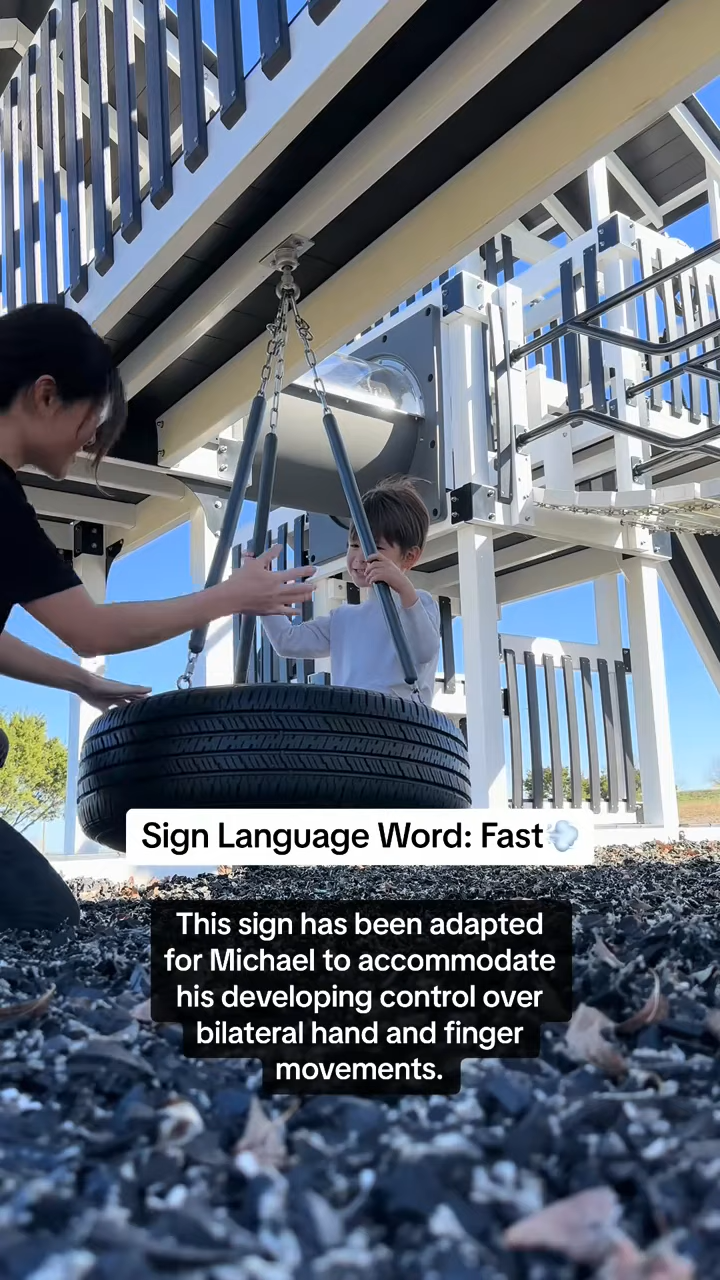 Sign Language Word: Fast💨
This sign has been adapted
for Michael to accommodate
his developing control over
bilateral hand and finger
movements.